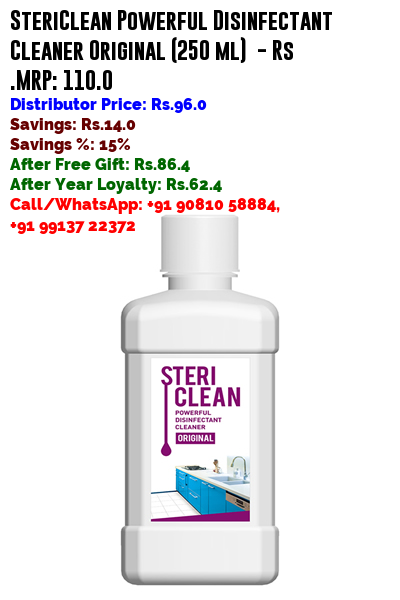 SteriClean Powerful Disinfectant
Cleaner Original (250 ml) - Rs
.MRP: 110.0
Distributor Price: Rs.96.0
Savings: Rs.14.0
Savings %: 15%
After Free Gift: Rs.86.4
After Year Loyalty: Rs.62.4
Call/WhatsApp: +91 90810 58884,
+91 99137 22372
STERI
CLEAN
POWERFUL
DISINFECTANT
CLEANER
ORIGINAL